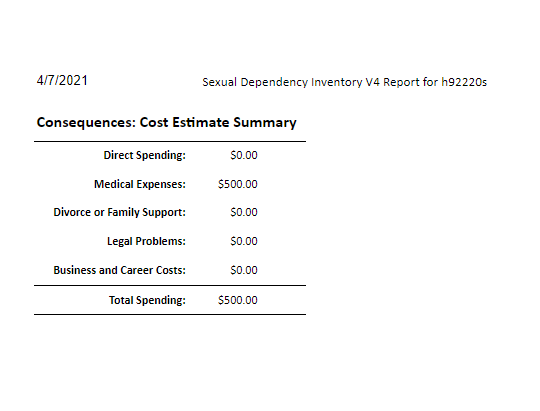 4/7/2021 Sexual Dependency Inventory V4 Report for h92220s
Consequences: Cost Estimate Summary
Direct Spending: $0.00
Medical Expenses: $500.00
Divorce or Family Support: $0.00
Legal Problems: $0.00
Business and Career Costs: $0.00
Total Spending: $500.00